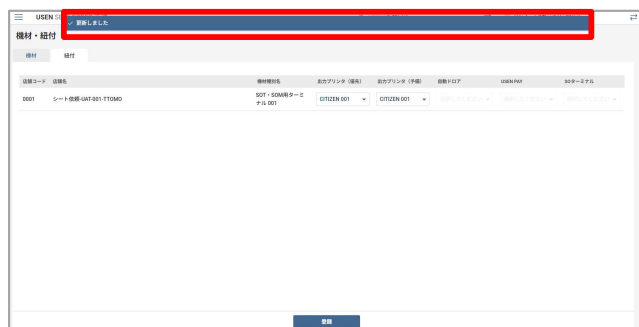 USEN
✓ 更新しました
機材・紐付
機材 紐付
店舗コード 店舗名 機材種別名 出力プリンタ（優先） 出力プリンタ（予備） 自動ドロア USEN PAY SOターミナル
0001 シート依頼-UAT-001-TTOMO SOT・SOM用ターミナル 001 CITIZEN 001 CITIZEN 001
登録